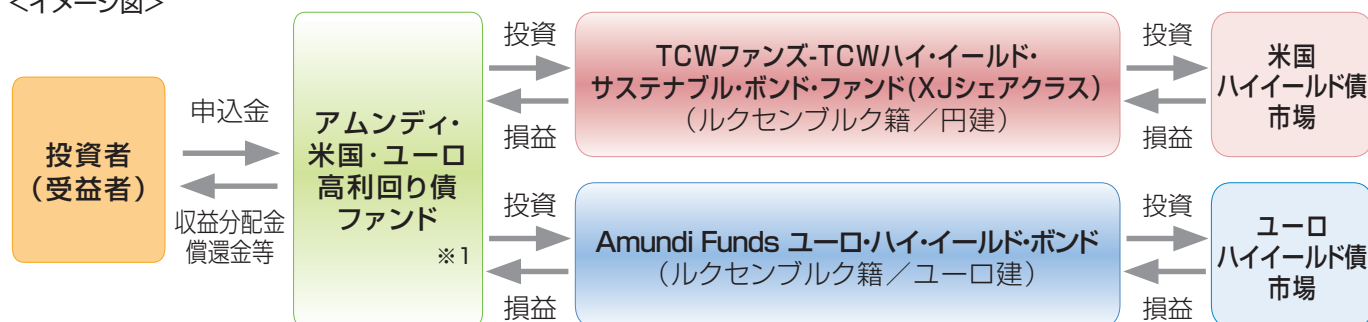 ＜イメージ図＞
投資者
（受益者）
申込金
収益分配金
償還金等
アムンディ・
米国・ユーロ
高利回り債
ファンド
※1
投資
損益
TCWファンズ-TCWハイ・イールド・
サステナブル・ボンド・ファンド(XJシェアクラス)
（ルクセンブルク籍／円建）
投資
損益
米国
ハイイールド債
市場
投資
損益
Amundi Funds ユーロ・ハイ・イールド・ボンド
（ルクセンブルク籍／ユーロ建）
投資
損益
ユーロ
ハイイールド債
市場